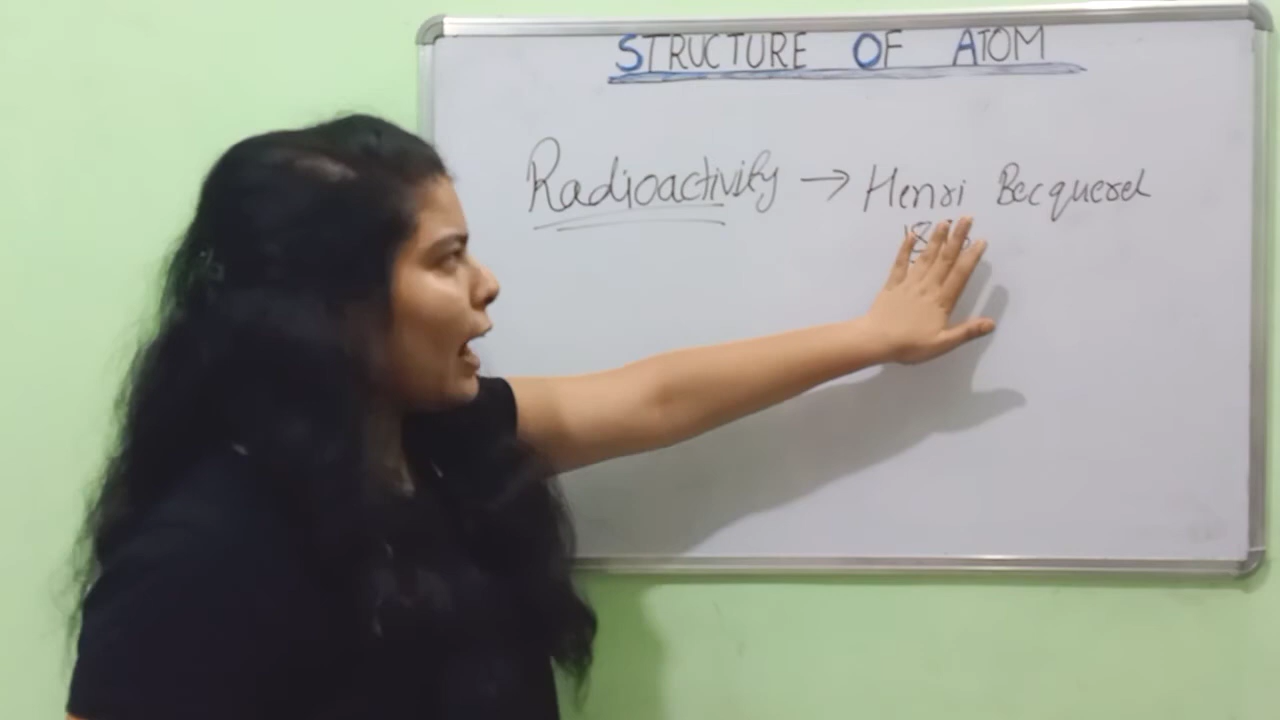 STRUCTURE OF ATOM
Radioactivity → Henri Becquerel